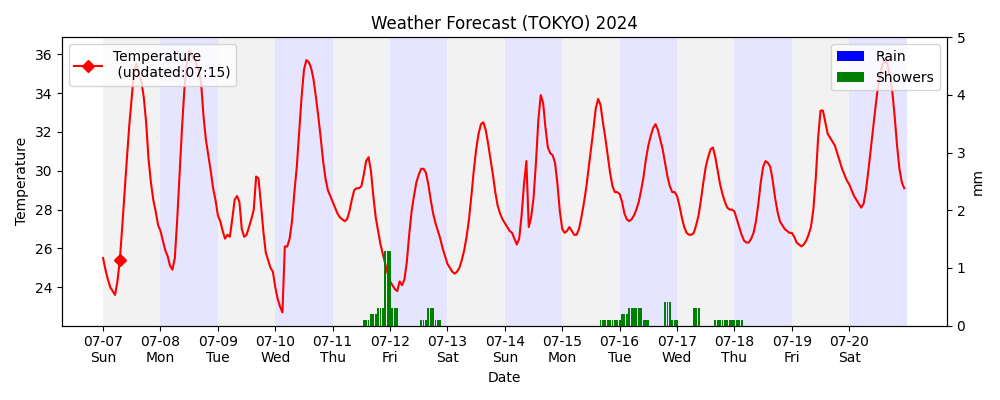 Weather Forecast (TOKYO) 2024
Temperature
(updated:07:15)
Rain
Showers
Temperature
36
34
32
30
28
26
24
5
4
3
2
1
0
mm
07-07 07-08 07-09 07-10 07-11 07-12 07-13 07-14 07-15 07-16 07-17 07-18 07-19 07-20
Sun Mon Tue Wed Thu Fri Sat Sun Mon Tue Wed Thu Fri Sat
Date